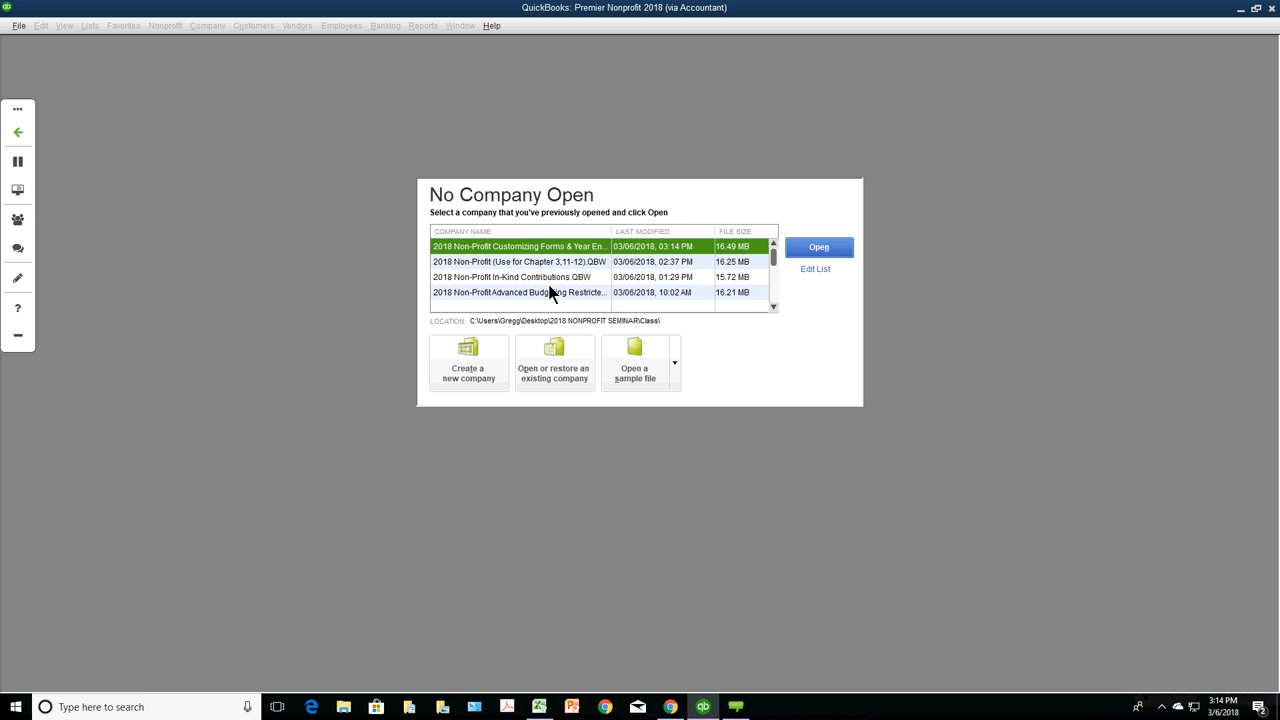 qb QuickBooks: Premier Nonprofit 2018 (via Accountant)
File Edit View Lists Favorites Nonprofit Company Customers Vendors Employees Banking Reports Window Help
No Company Open
Select a company that you've previously opened and click Open
COMPANY NAME LAST MODIFIED FILE SIZE
2018 Non-Profit Customizing Forms & Year En... 03/06/2018, 03:14 PM 16.49 MB
2018 Non-Profit (Use for Chapter 3,11-12).QBW 03/06/2018, 02:37 PM 16.25 MB
2018 Non-Profit In-Kind Contributions.QBW 03/06/2018, 01:29 PM 15.72 MB
2018 Non-Profit Advanced Budgeting Restricte... 03/06/2018, 10:02 AM 16.21 MB
Open
Edit List
LOCATION: C:\Users\Gregg\Desktop\2018 NONPROFIT SEMINAR\Class\
Create a
new company
Open or restore an
existing company
Open a
sample file
?
Type here to search
qb
3:14 PM
3/6/2018
2